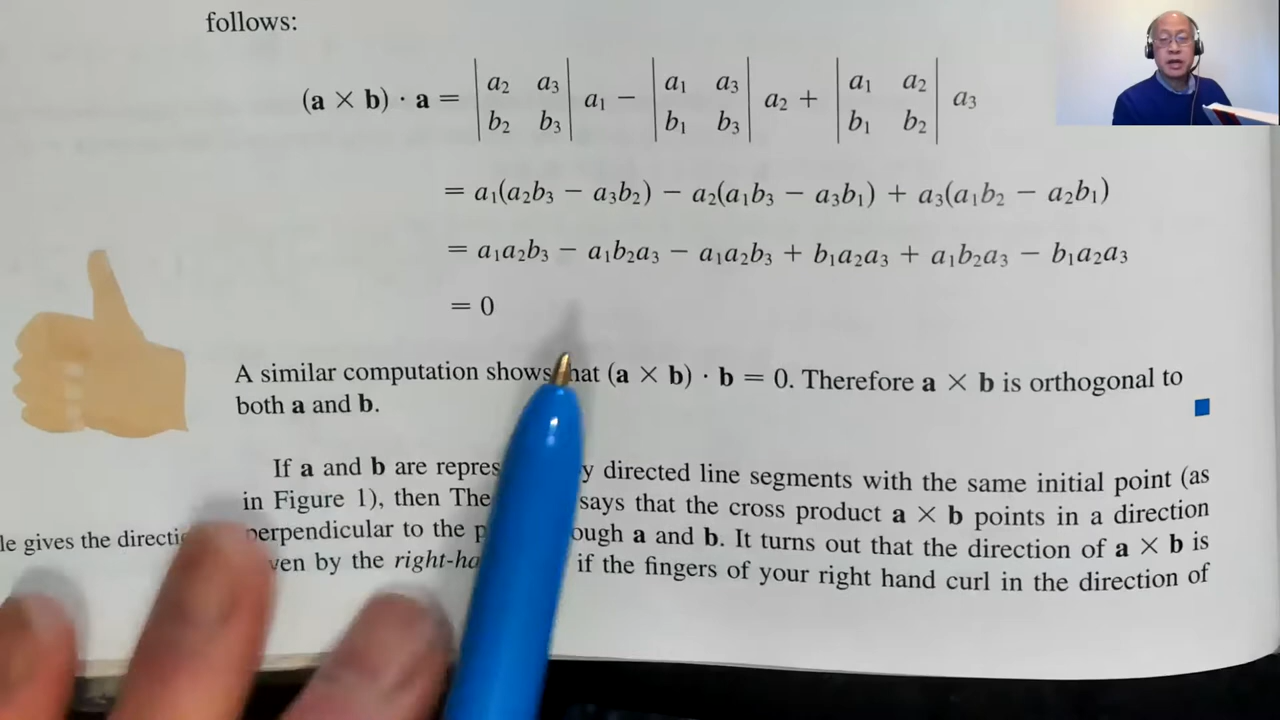 follows:
(a × b) · a = | a₂ a₃ | a₁ − | a₁ a₃ | a₂ + | a₁ a₂ | a₃
| b₂ b₃ | | b₁ b₃ | | b₁ b₂ |
= a₁(a₂b₃ − a₃b₂) − a₂(a₁b₃ − a₃b₁) + a₃(a₁b₂ − a₂b₁)
= a₁a₂b₃ − a₁b₂a₃ − a₁a₂b₃ + b₁a₂a₃ + a₁b₂a₃ − b₁a₂a₃
= 0
A similar computation shows that (a × b) · b = 0. Therefore a × b is orthogonal to
both a and b.
If a and b are repres y directed line segments with the same initial point (as
in Figure 1), then The says that the cross product a × b points in a direction
perpendicular to the p ough a and b. It turns out that the direction of a × b is
ven by the right-ha if the fingers of your right hand curl in the direction of
le gives the directi